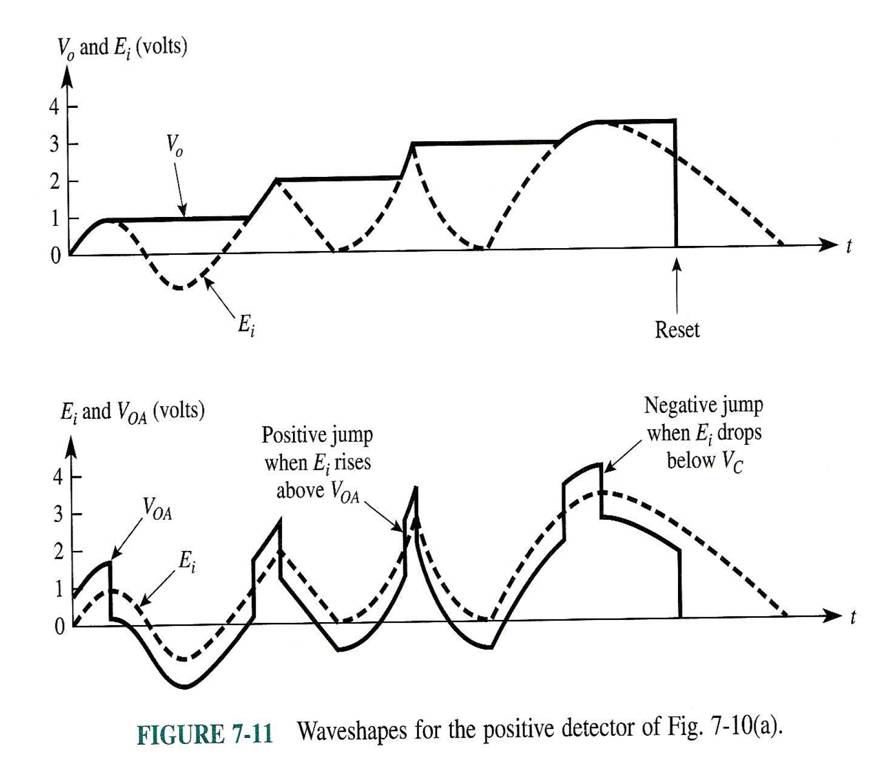 V_o and E_i (volts)
4
3
2
1
0
V_o
E_i
t
Reset
E_i and V_OA (volts)
4
3
2
1
0
V_OA
E_i
Positive jump
when E_i rises
above V_OA
Negative jump
when E_i drops
below V_C
t
FIGURE 7-11 Waveshapes for the positive detector of Fig. 7-10(a).